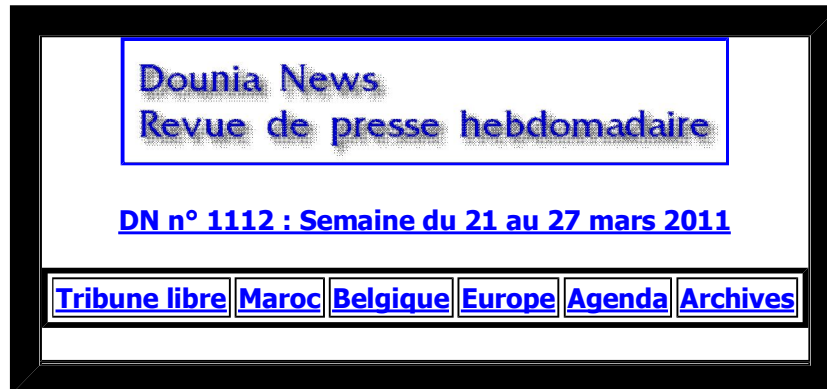 Dounia News
Revue de presse hebdomadaire
DN n° 1112 : Semaine du 21 au 27 mars 2011
Tribune libre Maroc Belgique Europe Agenda Archives